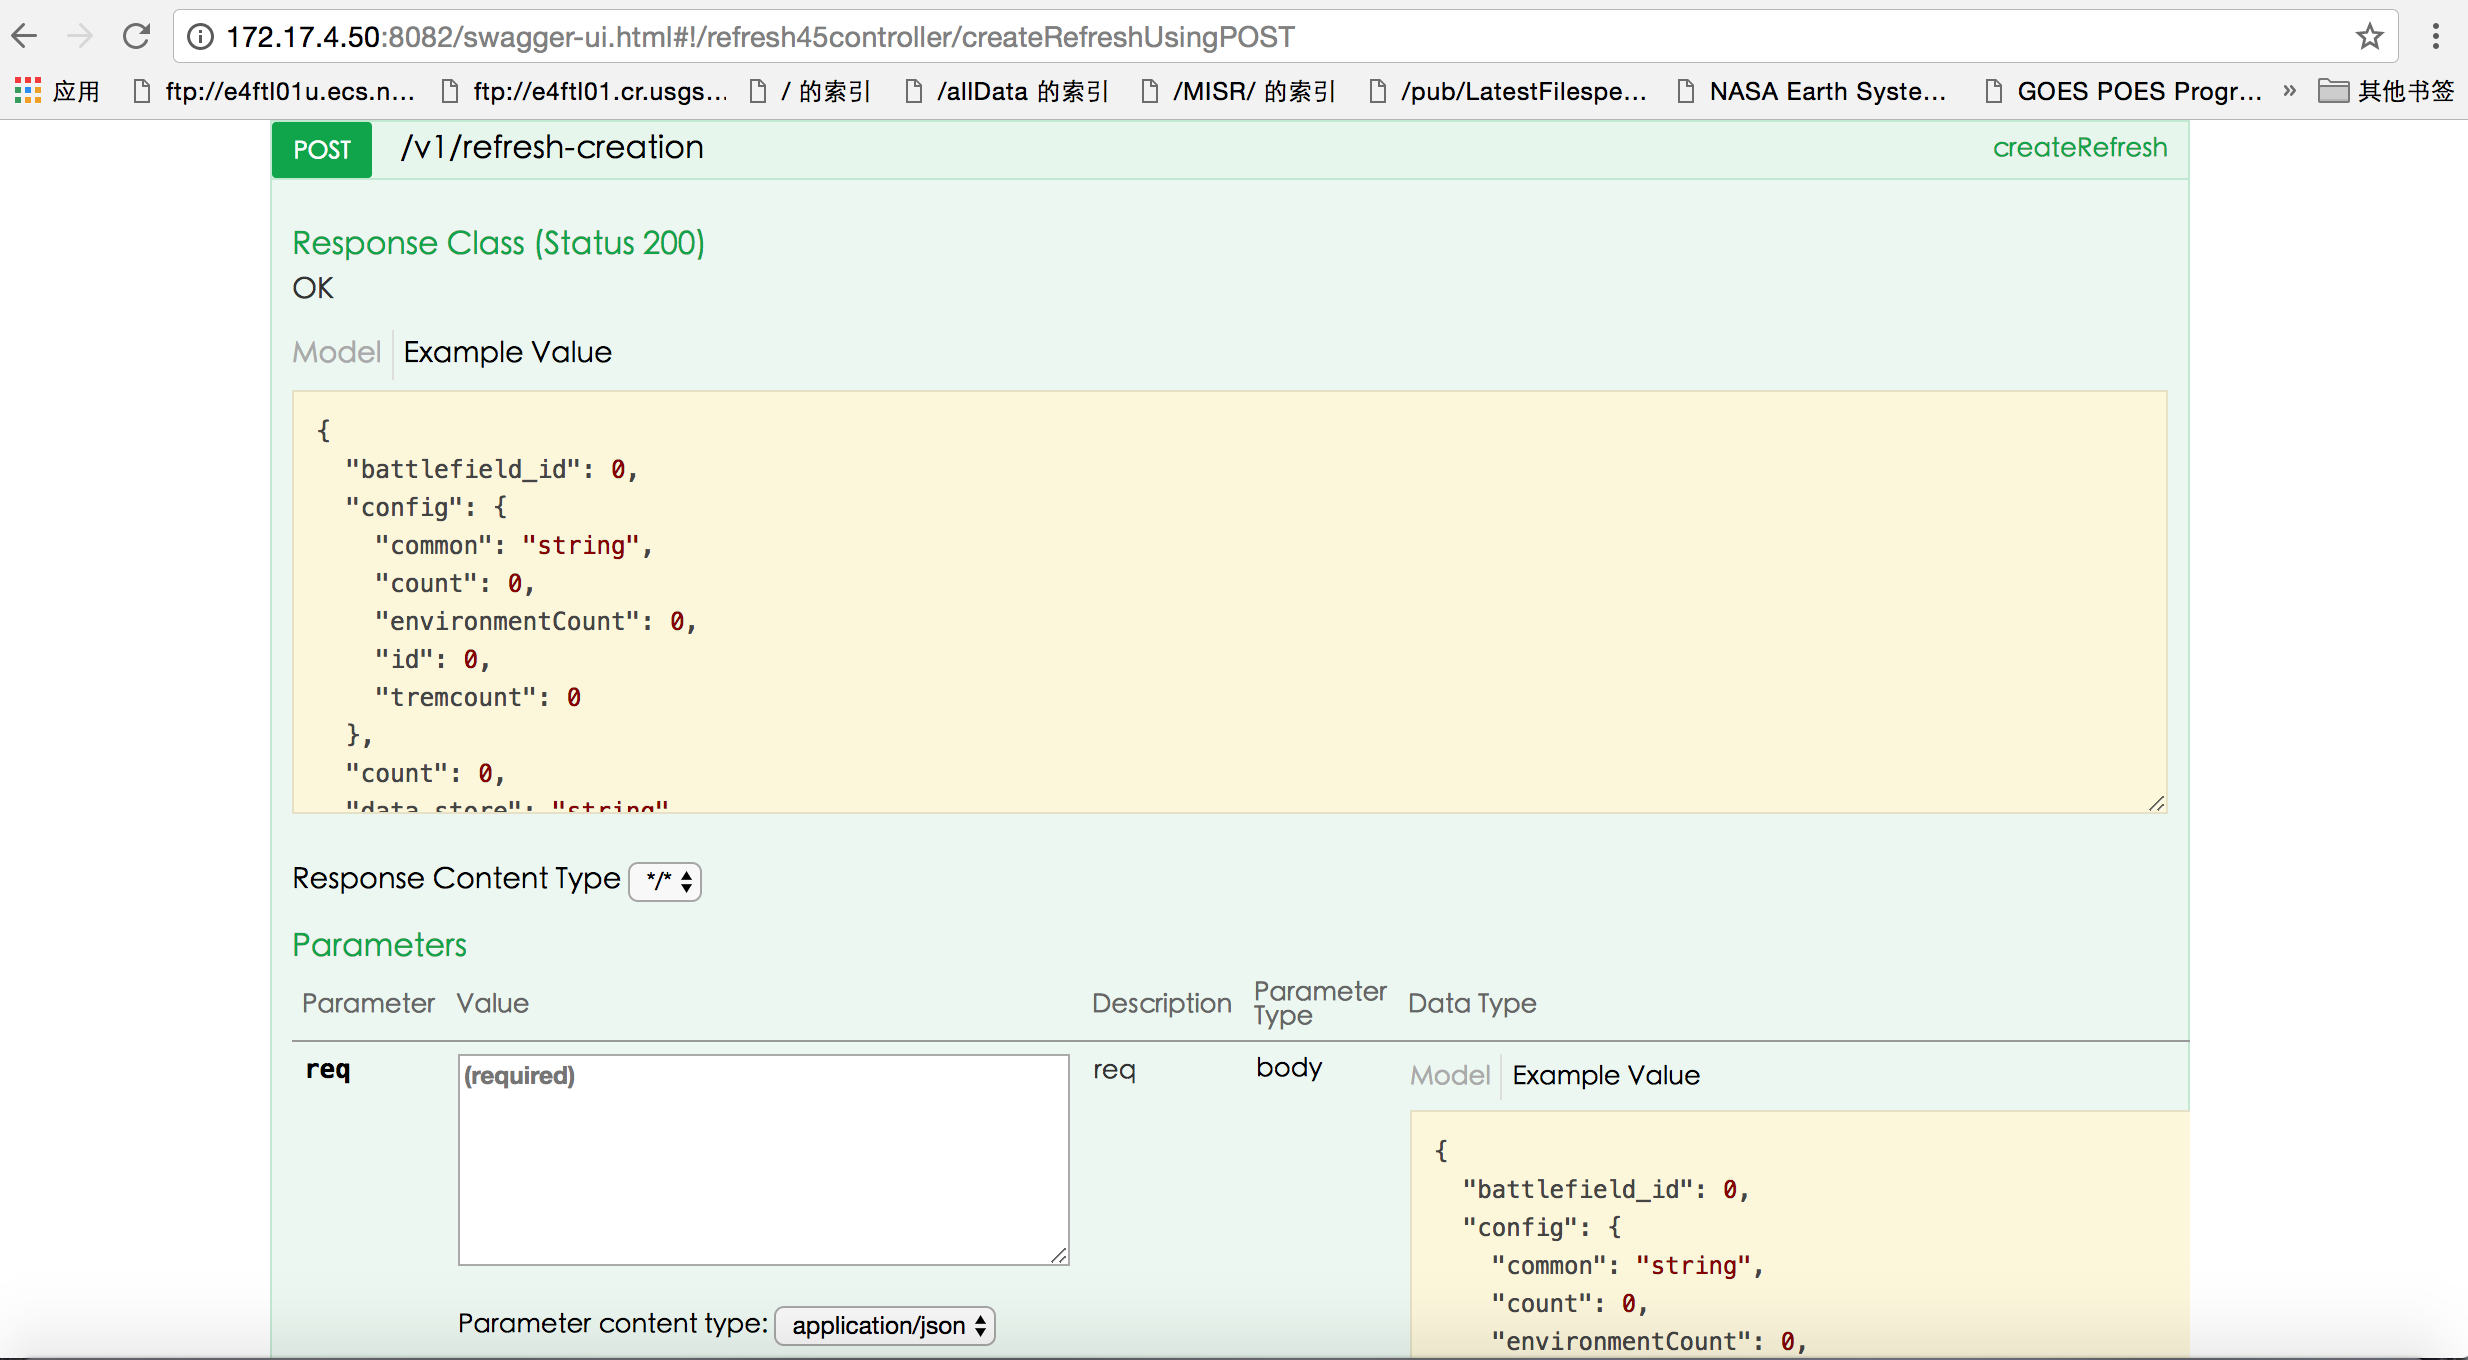 172.17.4.50:8082/swagger-ui.html#!/refresh45controller/createRefreshUsingPOST
应用 ftp://e4ftl01u.ecs.n... ftp://e4ftl01.cr.usgs... / 的索引 /allData 的索引 /MISR/ 的索引 /pub/LatestFilespe... NASA Earth Syste... GOES POES Progr... » 其他书签
POST /v1/refresh-creation createRefresh
Response Class (Status 200)
OK
Model Example Value
{
"battlefield_id": 0,
"config": {
"common": "string",
"count": 0,
"environmentCount": 0,
"id": 0,
"tremcount": 0
},
"count": 0,
"data_store": "string"
Response Content Type */*
Parameters
Parameter Value Description Parameter Type Data Type
req (required) req body Model Example Value
{
"battlefield_id": 0,
"config": {
"common": "string",
"count": 0,
"environmentCount": 0,
Parameter content type: application/json